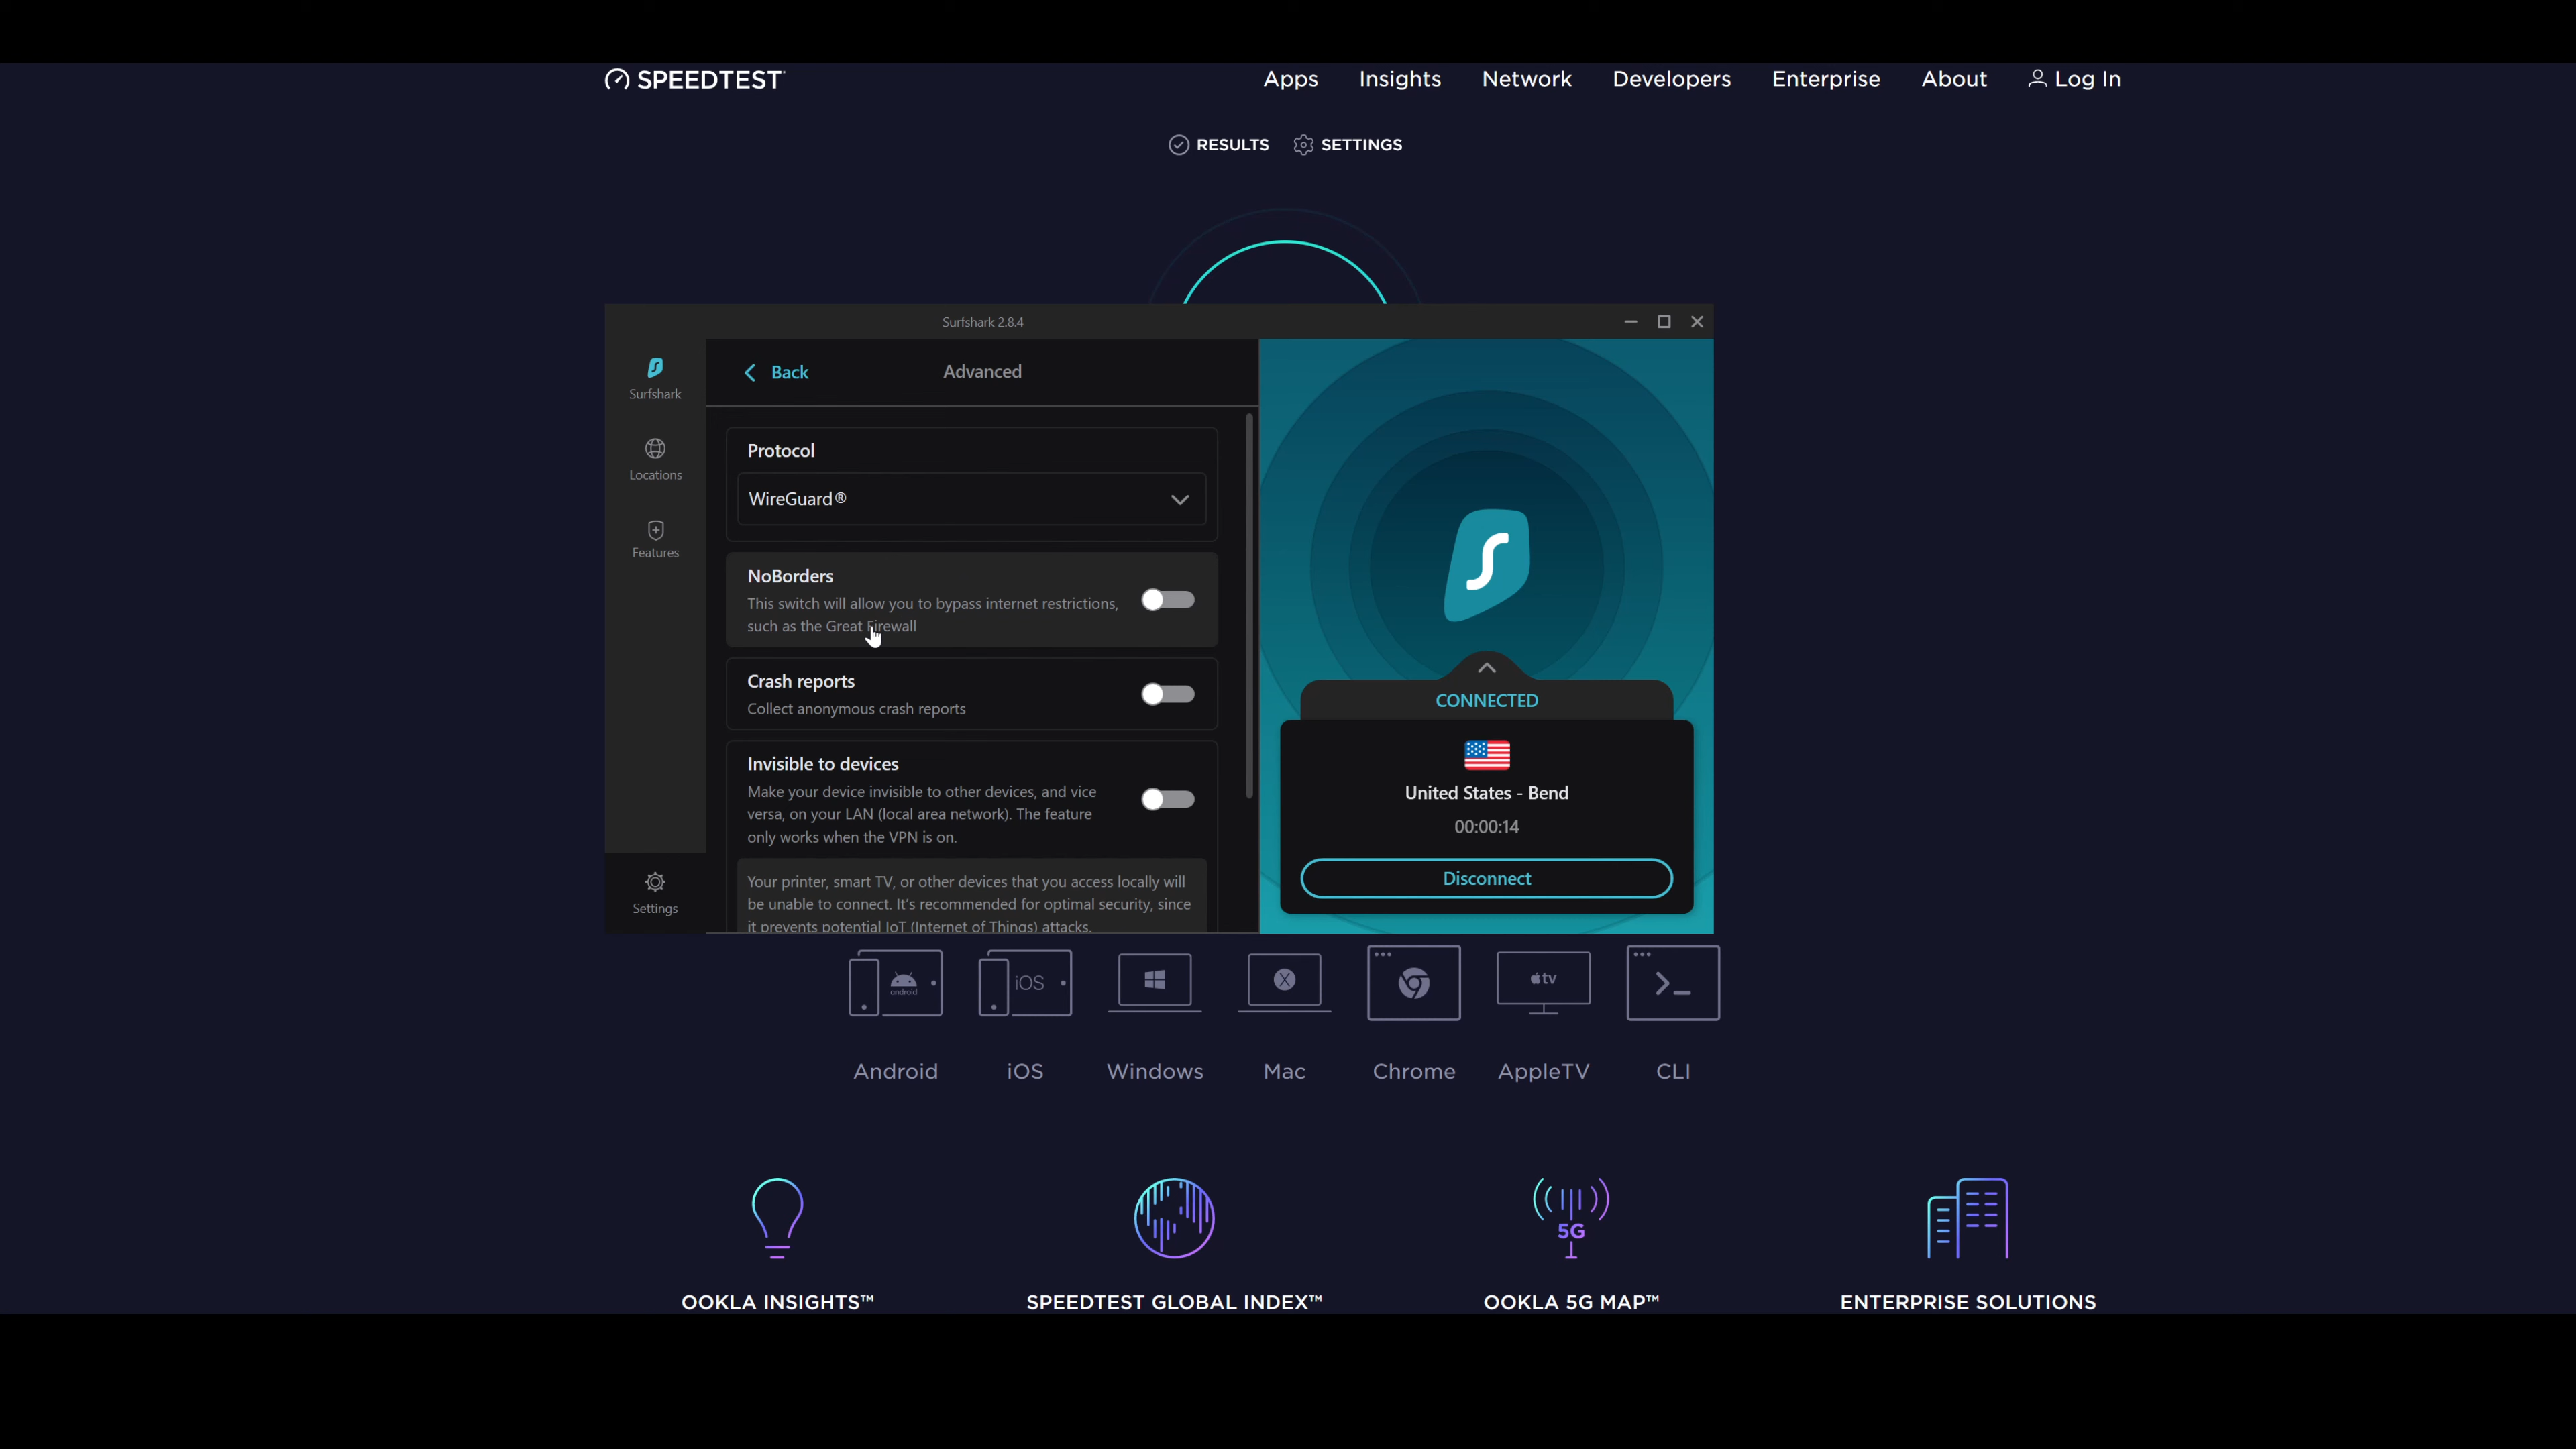 SPEEDTEST
Apps Insights Network Developers Enterprise About Log In
RESULTS SETTINGS
Surfshark 2.8.4
Surfshark
Locations
Features
Settings
Back Advanced
Protocol
WireGuard®
NoBorders
This switch will allow you to bypass internet restrictions,
such as the Great Firewall
Crash reports
Collect anonymous crash reports
Invisible to devices
Make your device invisible to other devices, and vice
versa, on your LAN (local area network). The feature
only works when the VPN is on.
Your printer, smart TV, or other devices that you access locally will
be unable to connect. It's recommended for optimal security, since
it prevents potential IoT (Internet of Things) attacks.
CONNECTED
United States - Bend
00:00:14
Disconnect
android iOS tv
Android iOS Windows Mac Chrome AppleTV CLI
5G
OOKLA INSIGHTS™ SPEEDTEST GLOBAL INDEX™ OOKLA 5G MAP™ ENTERPRISE SOLUTIONS